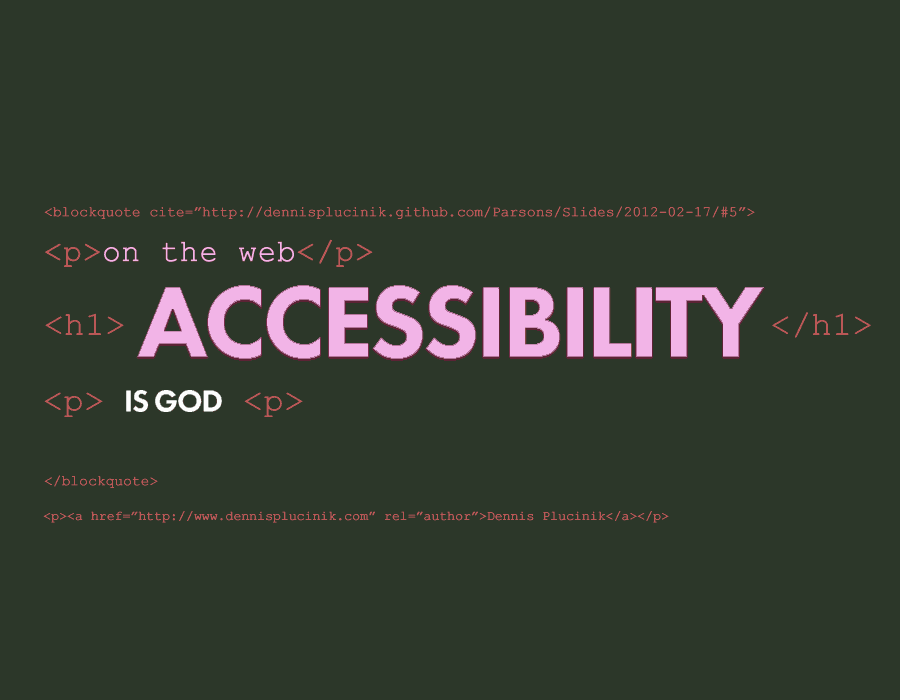 <blockquote cite=”http://dennisplucinik.github.com/Parsons/Slides/2012-02-17/#5”>
<p>on the web</p>
<h1> ACCESSIBILITY </h1>
<p> IS GOD <p>
</blockquote>
<p><a href=”http://www.dennisplucinik.com” rel=”author”>Dennis Plucinik</a></p>